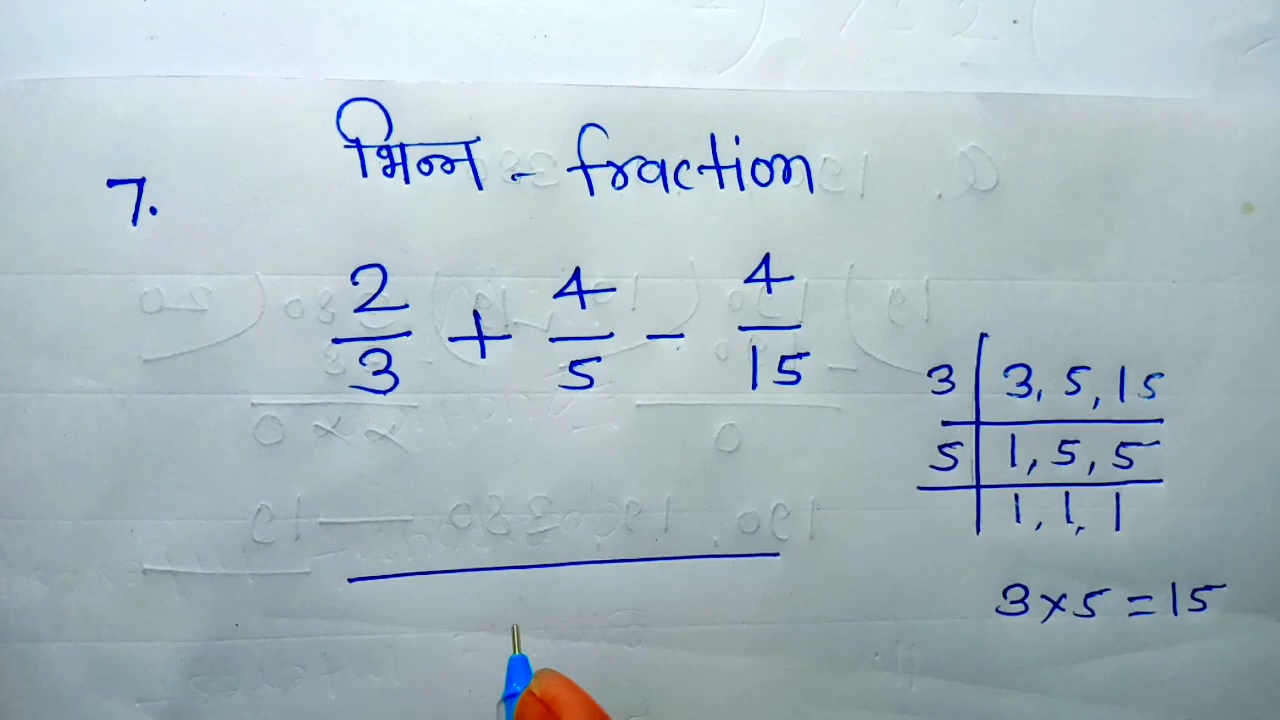 भिन्न - fraction
7.
2/3 + 4/5 - 4/15
3 | 3, 5, 15
5 | 1, 5, 5
1, 1, 1
3×5=15